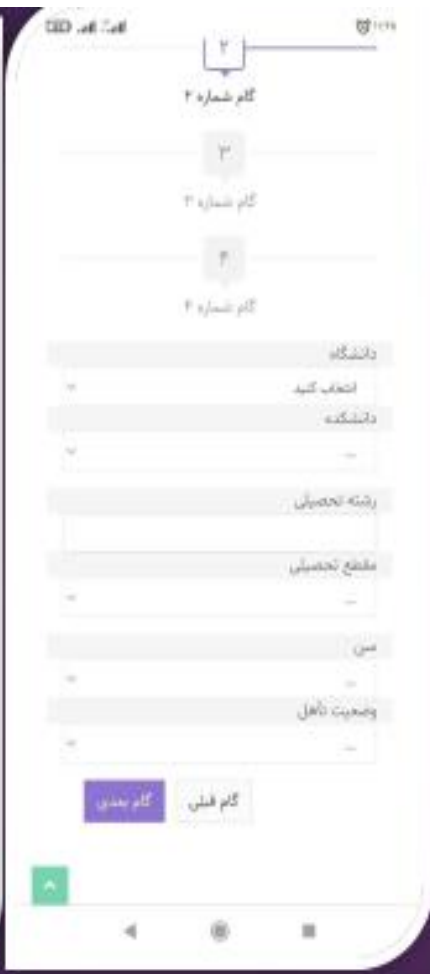 ۲
گام شماره ۲
۳
گام شماره ۳
۴
گام شماره ۴
دانشگاه
انتخاب کنید
دانشکده
...
رشته تحصیلی
مقطع تحصیلی
...
سن
...
وضعیت تأهل
...
گام قبلی
گام بعدی